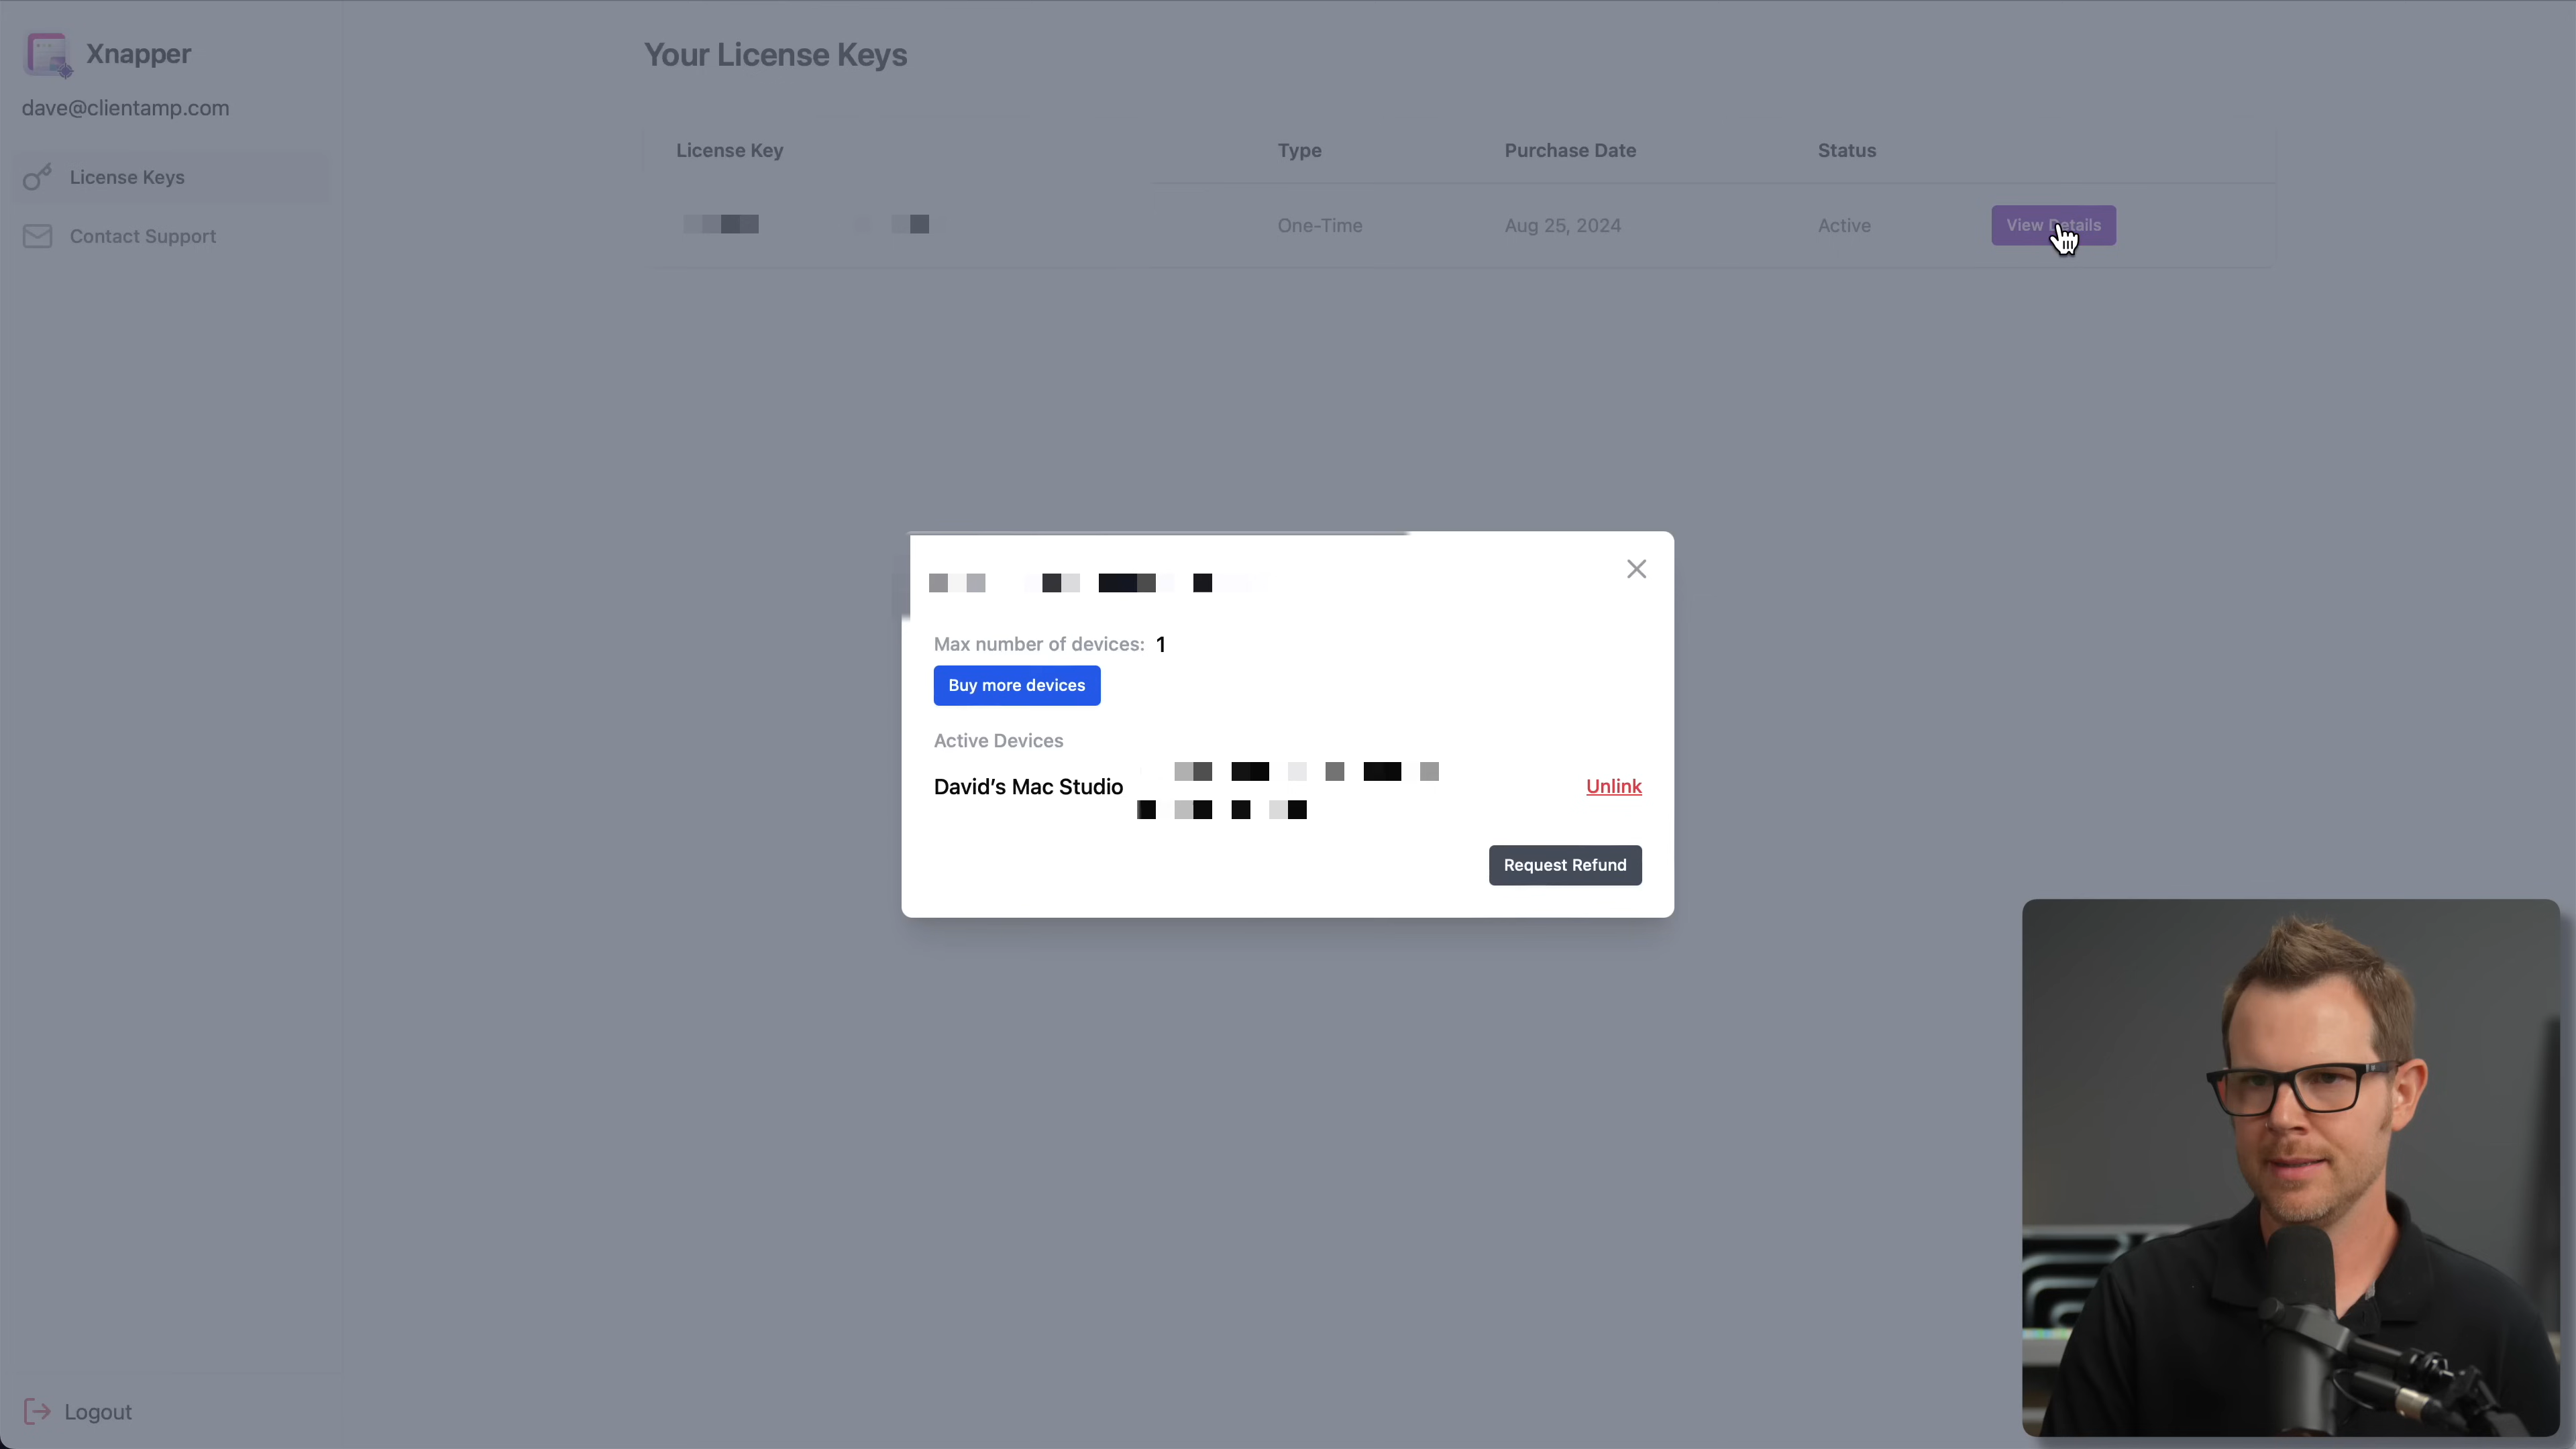 Xnapper
dave@clientamp.com
License Keys
Contact Support
Logout
Your License Keys
License Key Type Purchase Date Status
One-Time Aug 25, 2024 Active View Details
Max number of devices: 1
Buy more devices
Active Devices
David's Mac Studio Unlink
Request Refund